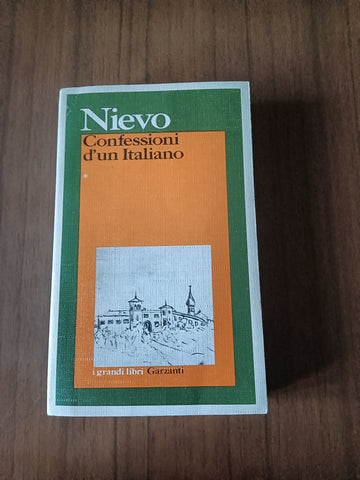 Nievo
Confessioni
d'un Italiano
i grandi libri Garzanti